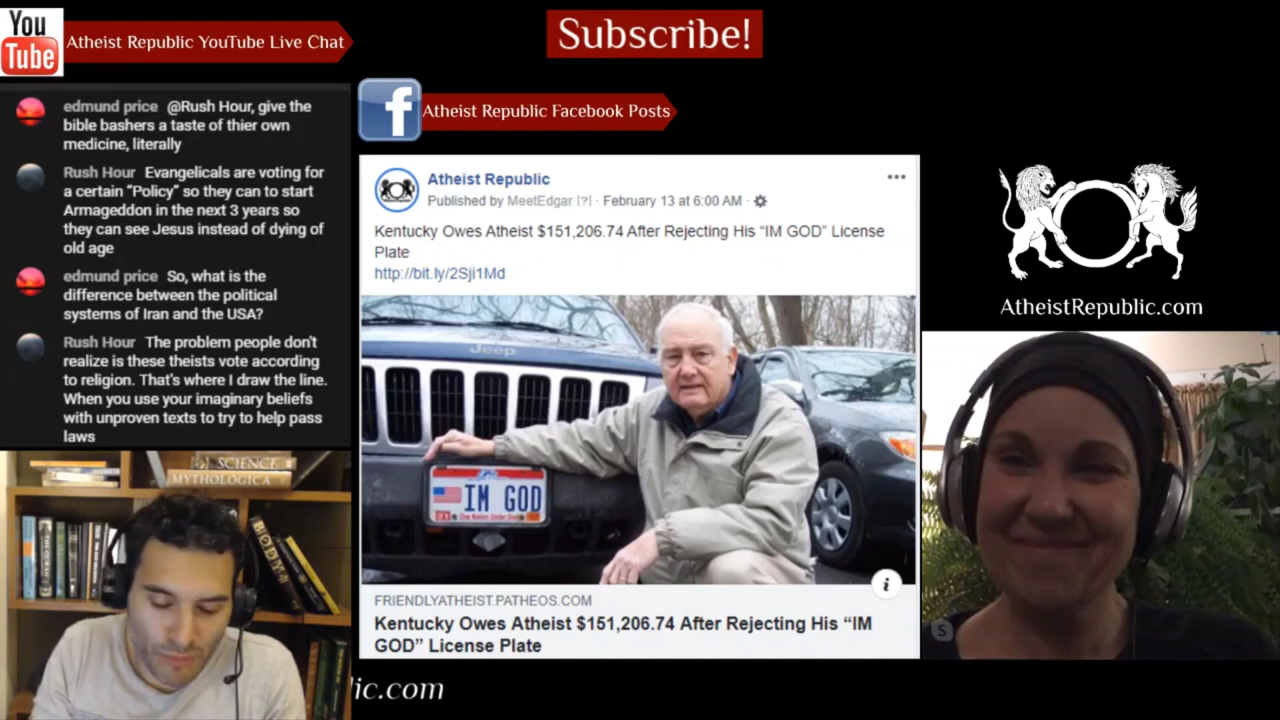 You
Tube
Atheist Republic YouTube Live Chat
Subscribe!
edmund price @Rush Hour, give the
bible bashers a taste of thier own
medicine, literally
Rush Hour Evangelicals are voting for
a certain "Policy" so they can to start
Armageddon in the next 3 years so
they can see Jesus instead of dying of
old age
edmund price So, what is the
difference between the political
systems of Iran and the USA?
Rush Hour The problem people don't
realize is these theists vote according
to religion. That's where I draw the line.
When you use your imaginary beliefs
with unproven texts to try to help pass
laws
f
Atheist Republic Facebook Posts
Atheist Republic
Published by MeetEdgar [?] · February 13 at 6:00 AM ·
Kentucky Owes Atheist $151,206.74 After Rejecting His “IM GOD” License
Plate
http://bit.ly/2Sji1Md
Jeep
IM GOD
One Nation Under God
i
FRIENDLYATHEIST.PATHEOS.COM
Kentucky Owes Atheist $151,206.74 After Rejecting His “IM
GOD” License Plate
AtheistRepublic.com
SCIENCE
MYTHOLOGICA
BODY
S
ic.com